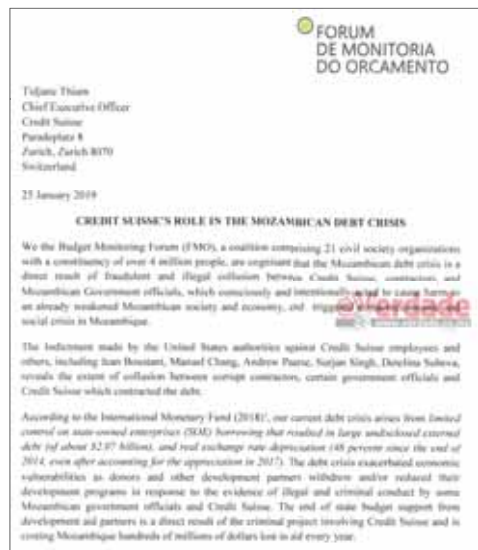 FORUM
DE MONITORIA
DO ORCAMENTO
Tidjane Thiam
Chief Executive Officer
Credit Suisse
Paradeplatz 8
Zurich, Zurich 8070
Switzerland
25 January 2019
CREDIT SUISSE'S ROLE IN THE MOZAMBICAN DEBT CRISIS
We the Budget Monitoring Forum (FMO), a coalition comprising 21 civil society organizations
with a constituency of over 4 million people, are cognisant that the Mozambican debt crisis is a
direct result of fraudulent and illegal collusion between Credit Suisse, contractors and
Mozambican Government officials, which consciously and intentionally acted to cause harm
an already weakened Mozambican society and economy, and triggered
social crisis in Mozambique.
@Verdade
The Indictment made by the United States authorities against Credit Suisse employees and
others, including Jean Boustani, Manuel Chang, Andrew Pearse, Surjan Singh, Detelina Subeva,
reveals the extent of collusion between corrupt contractors, certain government officials and
Credit Suisse which contracted the debt.
According to the International Monetary Fund (2018)¹, our current debt crisis arises from limited
control on state-owned enterprises (SOE) borrowing that resulted in large undisclosed external
debt (of about $2.07 billion), and real exchange rate depreciation (48 percent since the end of
2014, even after accounting for the appreciation in 2017). The debt crisis exacerbated economic
vulnerabilities as donors and other development partners withdrew and/or reduced their
development programs in response to the evidence of illegal and criminal conduct by some
Mozambican government officials and Credit Suisse. The end of state budget support from
development aid partners is a direct result of the criminal project involving Credit Suisse and is
costing Mozambique hundreds of millions of dollars lost in aid every year.